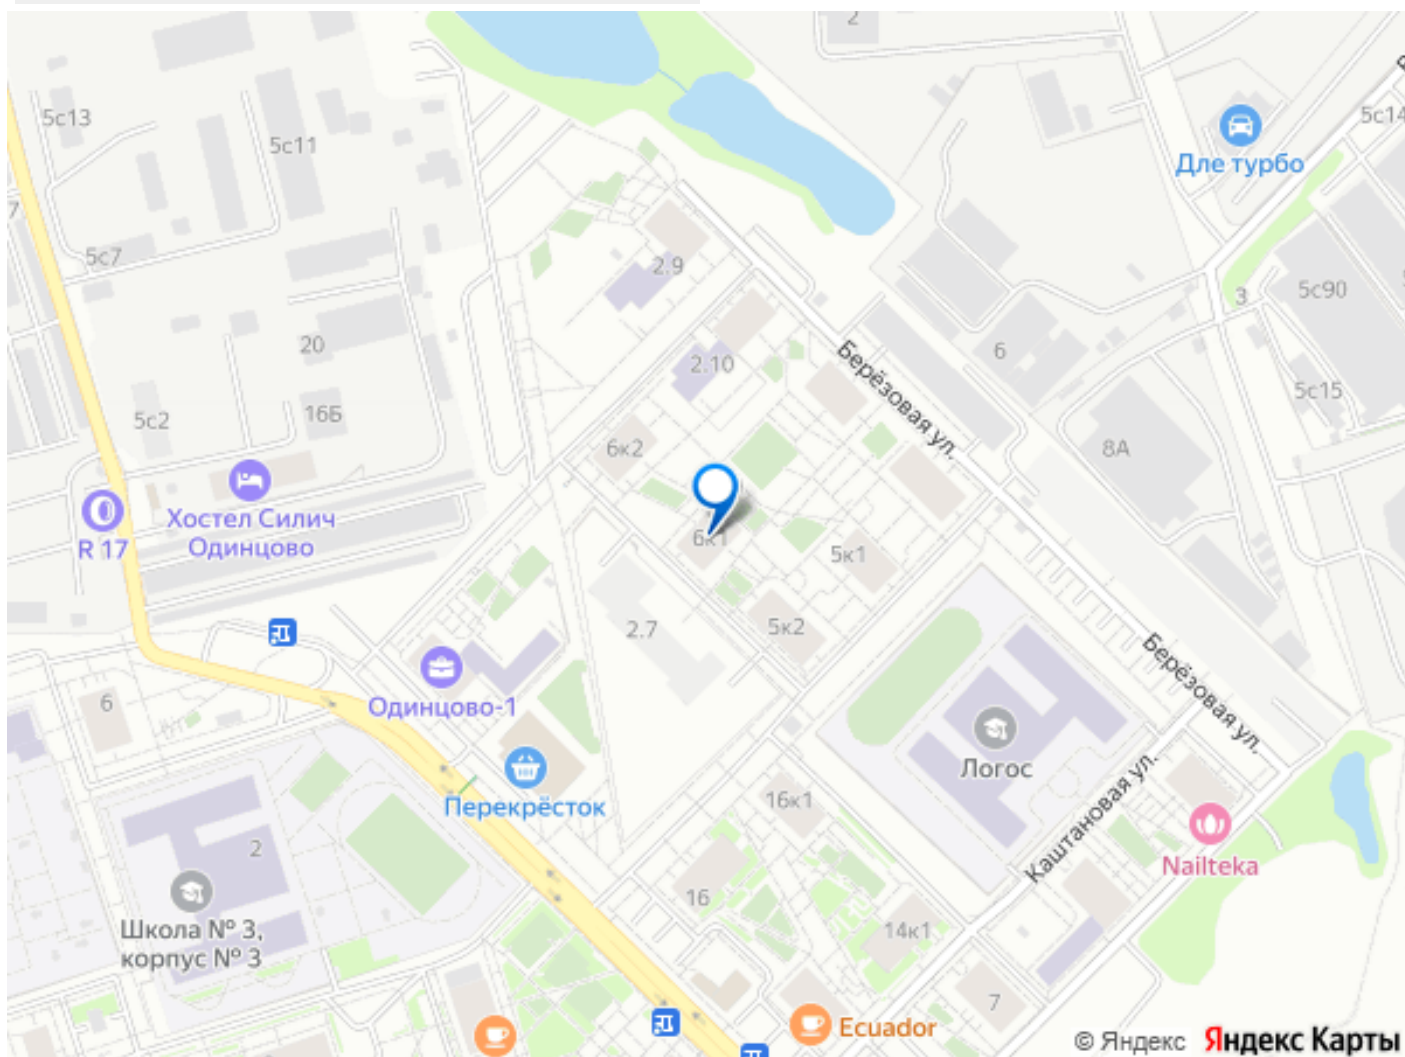 2
5с13
5с11
5с14
Дле турбо
7
5с7
2.9
3
5с90
20
6
2.10
Берёзовая ул.
5с2
16Б
5с15
6к2
8А
R 17
Хостел Силич
Одинцово
6к1
5к1
2.7
5к2
Берёзовая ул.
6
Одинцово-1
Логос
Перекрёсток
16к1
Каштановая ул.
2
Nailteka
16
Школа № 3,
корпус № 3
14к1
7
Ecuador
© Яндекс Яндекс Карты